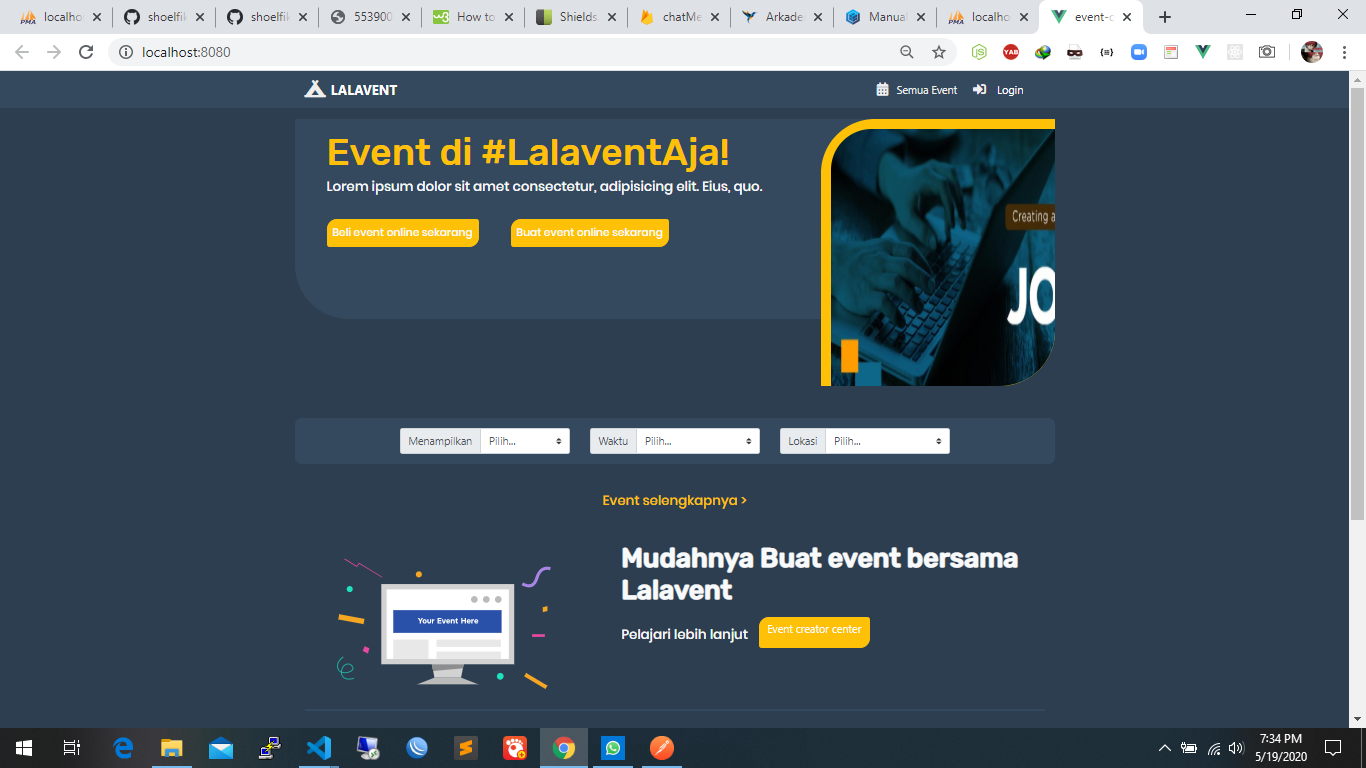 localho
shoelfik
shoelfik
553900
How to
Shields
chatMe
Arkade
Manual
localho
event-c
localhost:8080
LALAVENT
Semua Event
Login
Event di #LalaventAja!
Lorem ipsum dolor sit amet consectetur, adipisicing elit. Eius, quo.
Beli event online sekarang
Buat event online sekarang
Creating a
JO
Menampilkan
Pilih...
Waktu
Pilih...
Lokasi
Pilih...
Event selengkapnya >
Mudahnya Buat event bersama
Lalavent
Your Event Here
Pelajari lebih lanjut
Event creator center
7:34 PM
5/19/2020